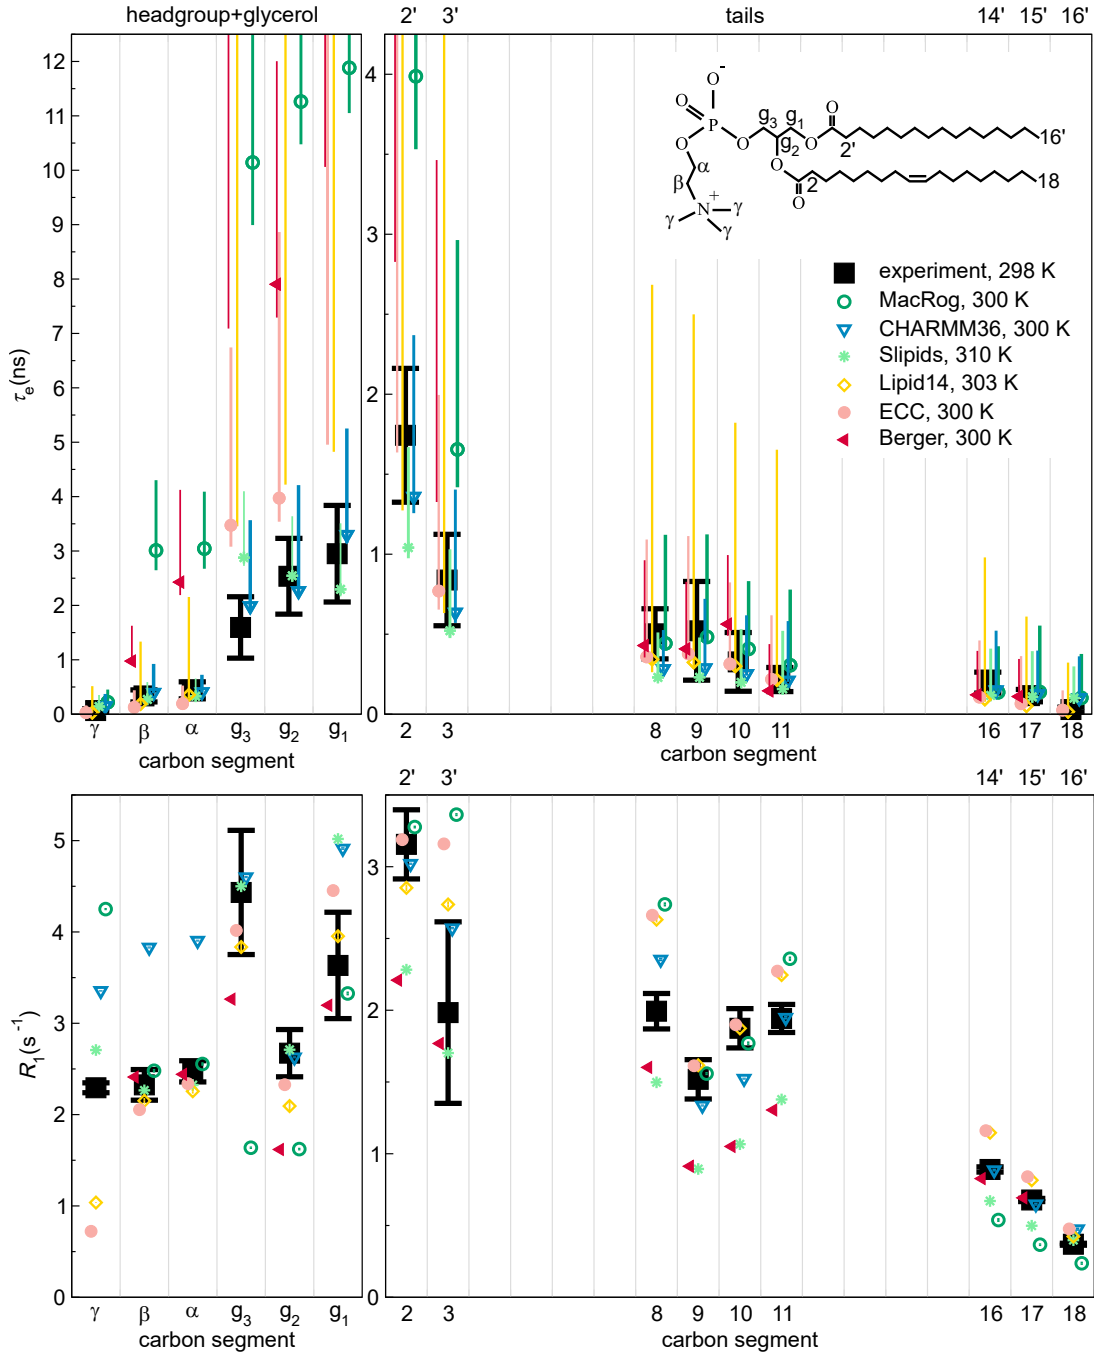 headgroup+glycerol 2' 3' tails 14' 15' 16'
12
11
10
9
8
7
6
5
4
3
2
1
0
τe(ns)
4
3
2
1
0
O-
O
P
O
O
g3 g1
g2 O
O
2'
16'
O
O
2
18
α
β
N+
γ γ
γ
experiment, 298 K
MacRog, 300 K
CHARMM36, 300 K
Slipids, 310 K
Lipid14, 303 K
ECC, 300 K
Berger, 300 K
γ β α g3 g2 g1 2 3 8 9 10 11 16 17 18
carbon segment carbon segment
2' 3' 14' 15' 16'
5
4
3
2
1
0
R1(s-1)
3
2
1
0
γ β α g3 g2 g1 2 3 8 9 10 11 16 17 18
carbon segment carbon segment